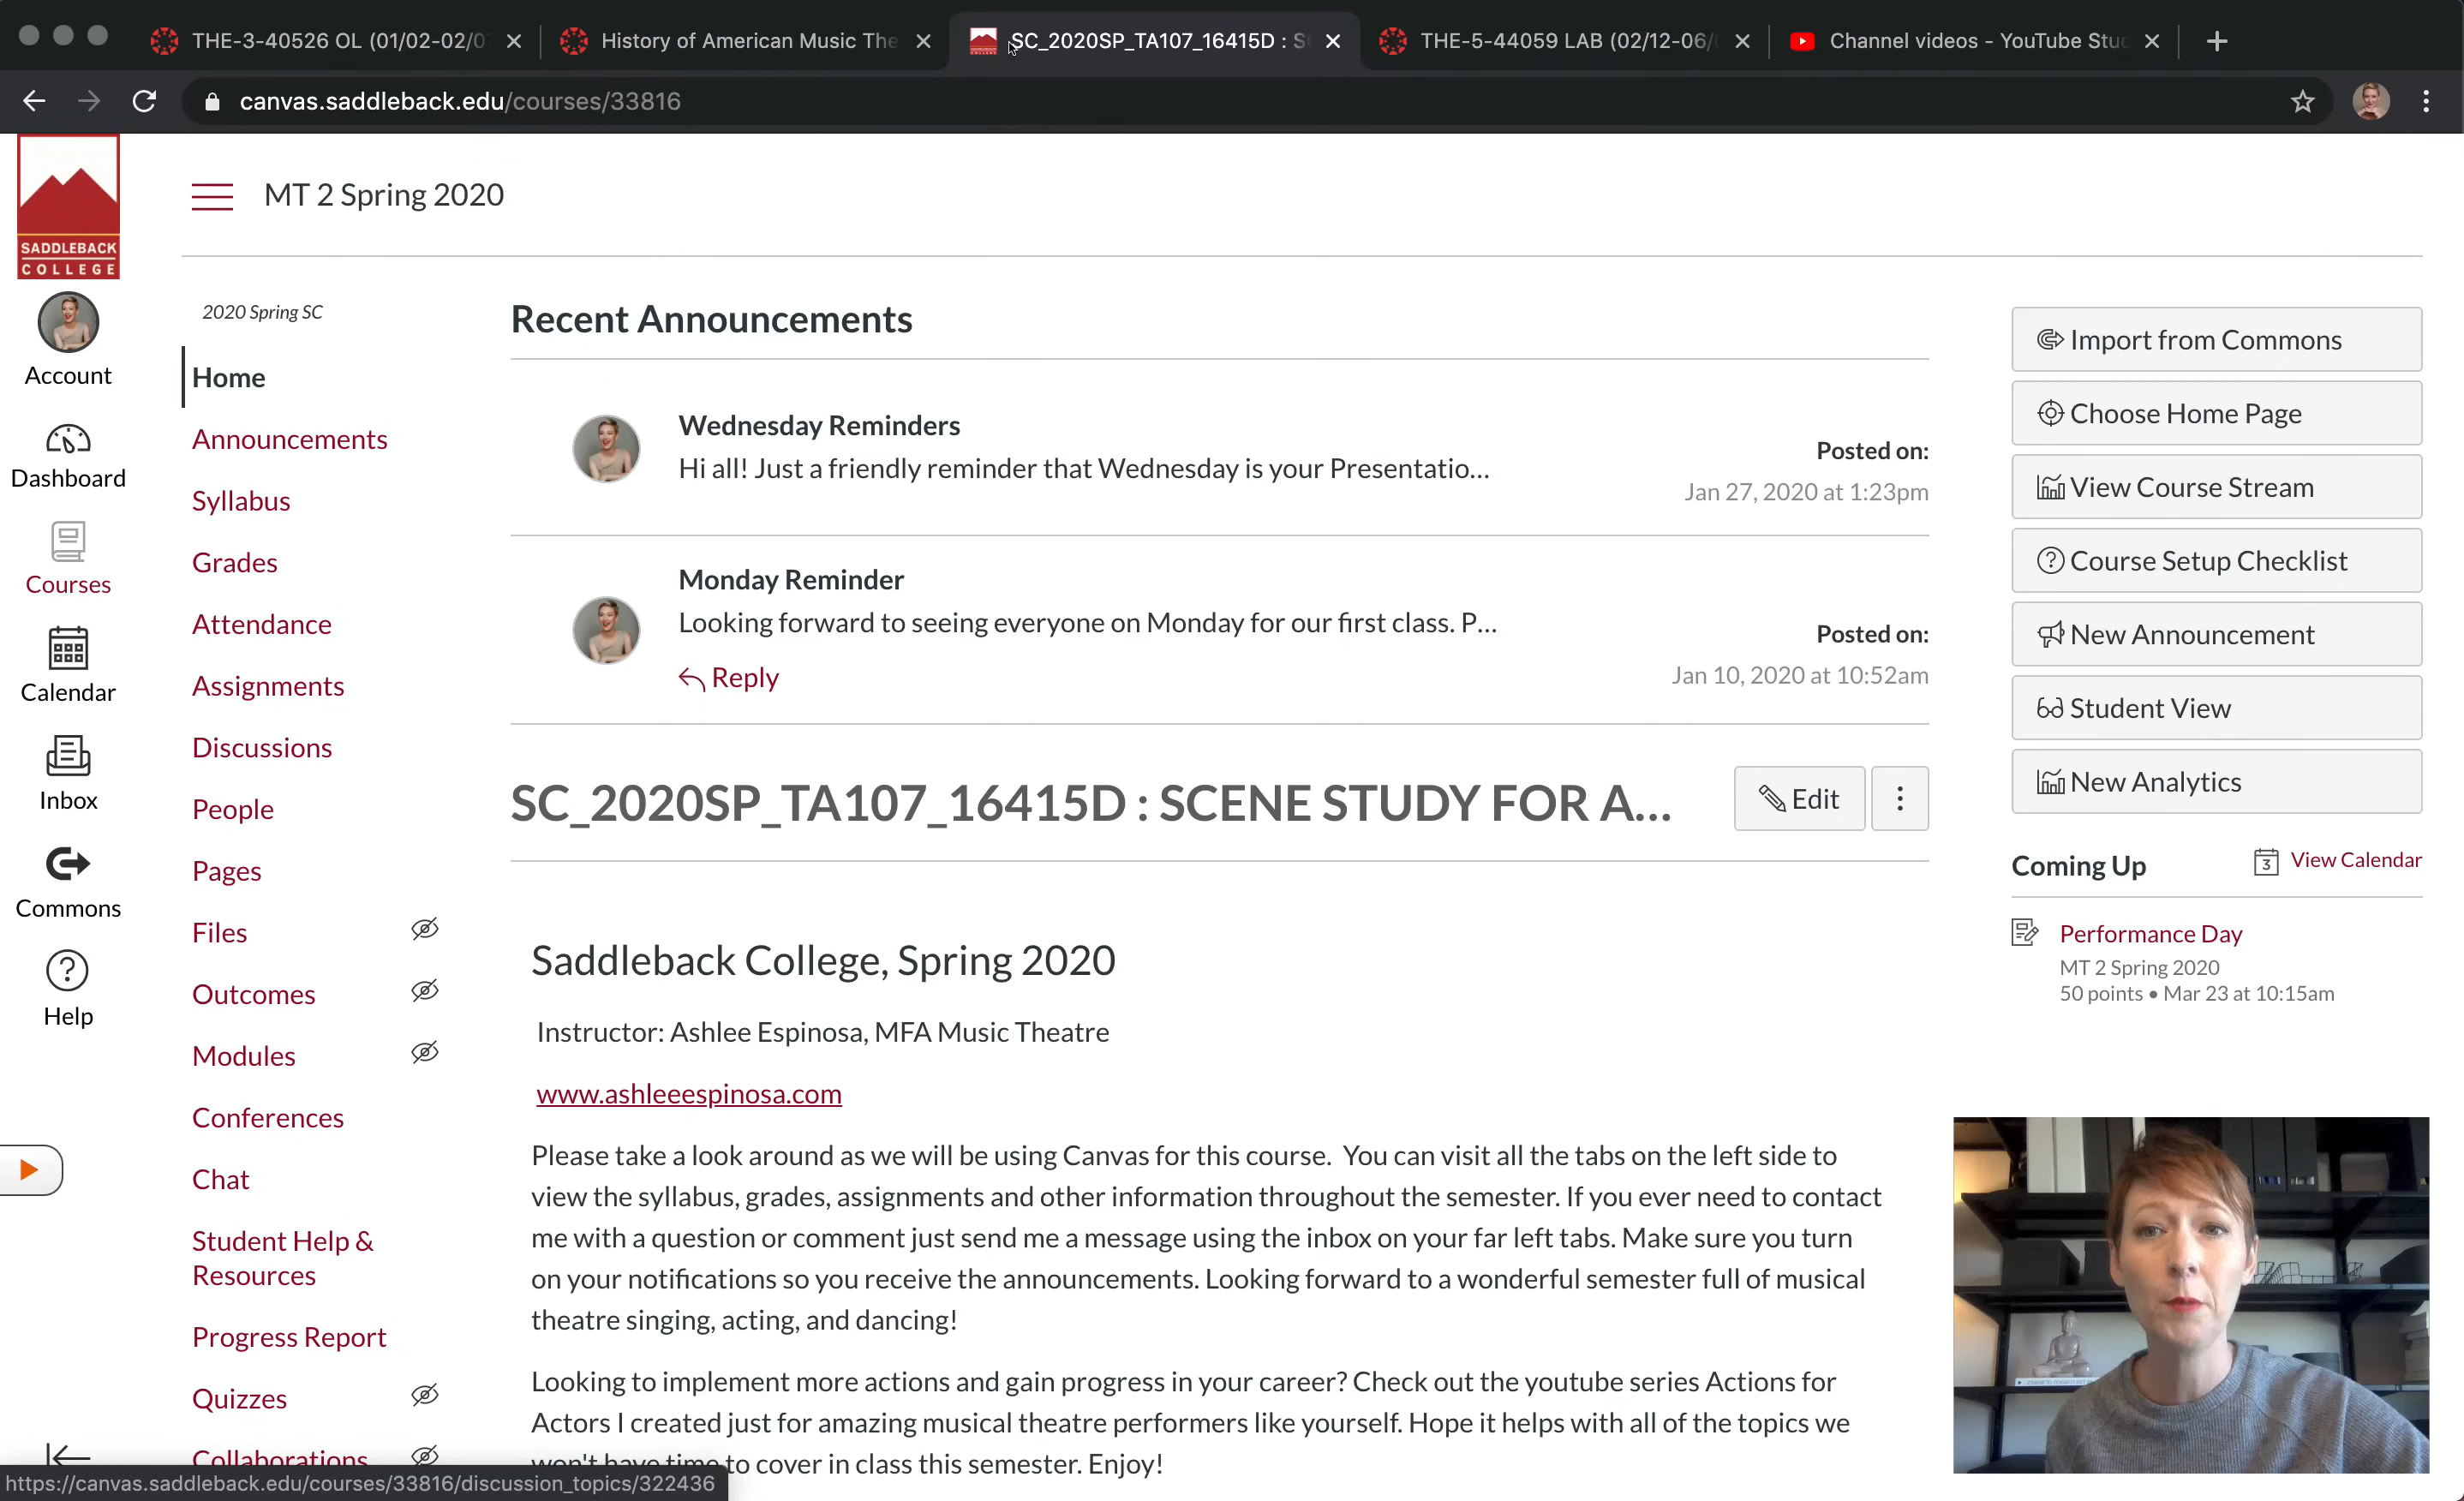 THE-3-40526 OL (01/02-02/0
History of American Music The
SC_2020SP_TA107_16415D : S
THE-5-44059 LAB (02/12-06/
Channel videos - YouTube Stu
canvas.saddleback.edu/courses/33816
SADDLEBACK
COLLEGE
Account
Dashboard
Courses
Calendar
Inbox
Commons
Help
MT 2 Spring 2020
2020 Spring SC
Home
Announcements
Syllabus
Grades
Attendance
Assignments
Discussions
People
Pages
Files
Outcomes
Modules
Conferences
Chat
Student Help &
Resources
Progress Report
Quizzes
Collaborations
Recent Announcements
Wednesday Reminders
Hi all! Just a friendly reminder that Wednesday is your Presentatio...
Posted on:
Jan 27, 2020 at 1:23pm
Monday Reminder
Looking forward to seeing everyone on Monday for our first class. P...
Reply
Posted on:
Jan 10, 2020 at 10:52am
SC_2020SP_TA107_16415D : SCENE STUDY FOR A...
Edit
Saddleback College, Spring 2020
Instructor: Ashlee Espinosa, MFA Music Theatre
www.ashleeespinosa.com
Please take a look around as we will be using Canvas for this course. You can visit all the tabs on the left side to
view the syllabus, grades, assignments and other information throughout the semester. If you ever need to contact
me with a question or comment just send me a message using the inbox on your far left tabs. Make sure you turn
on your notifications so you receive the announcements. Looking forward to a wonderful semester full of musical
theatre singing, acting, and dancing!
Looking to implement more actions and gain progress in your career? Check out the youtube series Actions for
Actors I created just for amazing musical theatre performers like yourself. Hope it helps with all of the topics we
won't have time to cover in class this semester. Enjoy!
Import from Commons
Choose Home Page
View Course Stream
Course Setup Checklist
New Announcement
Student View
New Analytics
Coming Up
3
View Calendar
Performance Day
MT 2 Spring 2020
50 points • Mar 23 at 10:15am
https://canvas.saddleback.edu/courses/33816/discussion_topics/322436